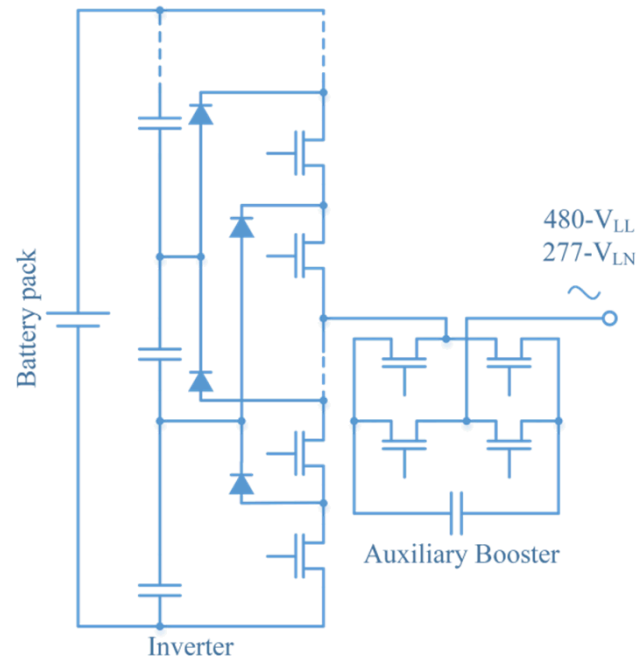 480-VLL
277-VLN
Battery pack
Auxiliary Booster
Inverter